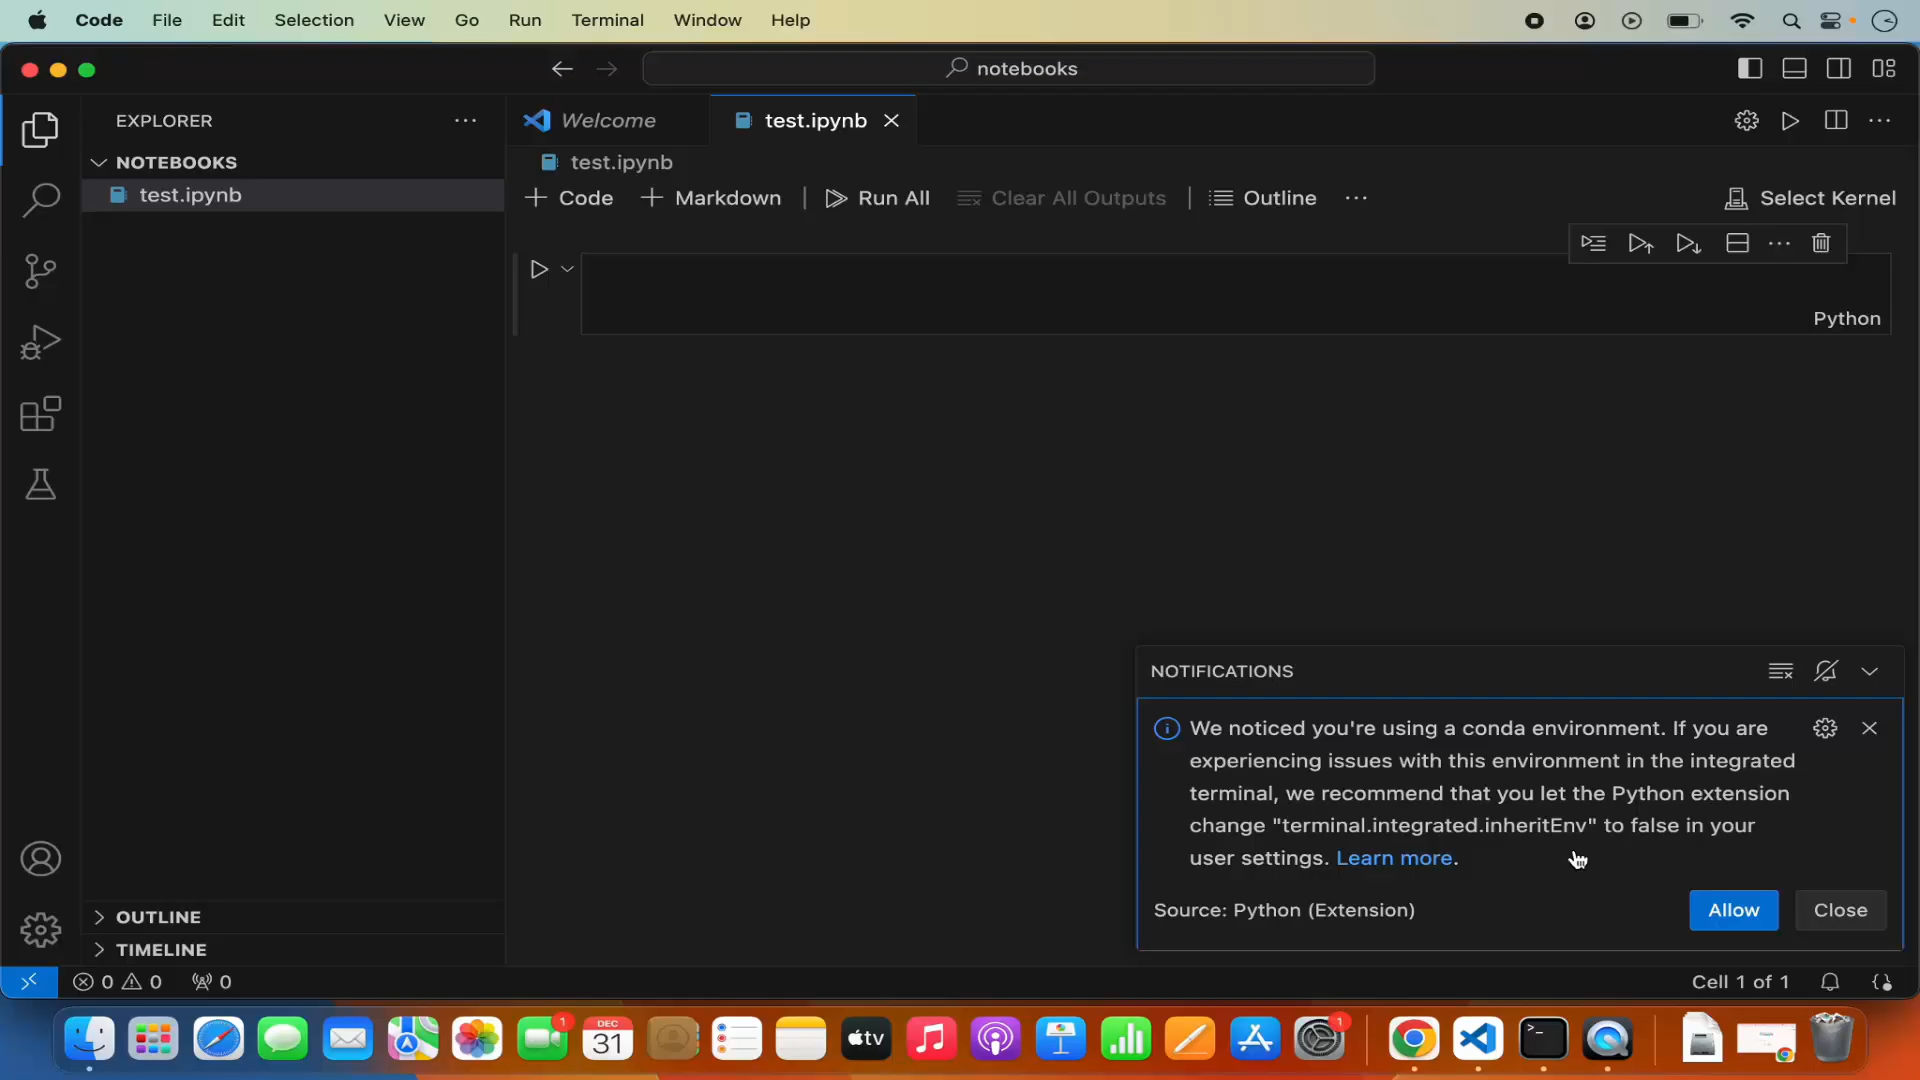 Code File Edit Selection View Go Run Terminal Window Help
notebooks
EXPLORER
Welcome
test.ipynb
NOTEBOOKS
test.ipynb
test.ipynb
Code
Markdown
Run All
Clear All Outputs
Outline
Select Kernel
Python
NOTIFICATIONS
We noticed you're using a conda environment. If you are
experiencing issues with this environment in the integrated
terminal, we recommend that you let the Python extension
change "terminal.integrated.inheritEnv" to false in your
user settings. Learn more.
Source: Python (Extension)
Allow
Close
OUTLINE
TIMELINE
0 0 0
Cell 1 of 1
1
DEC
31
tv
1